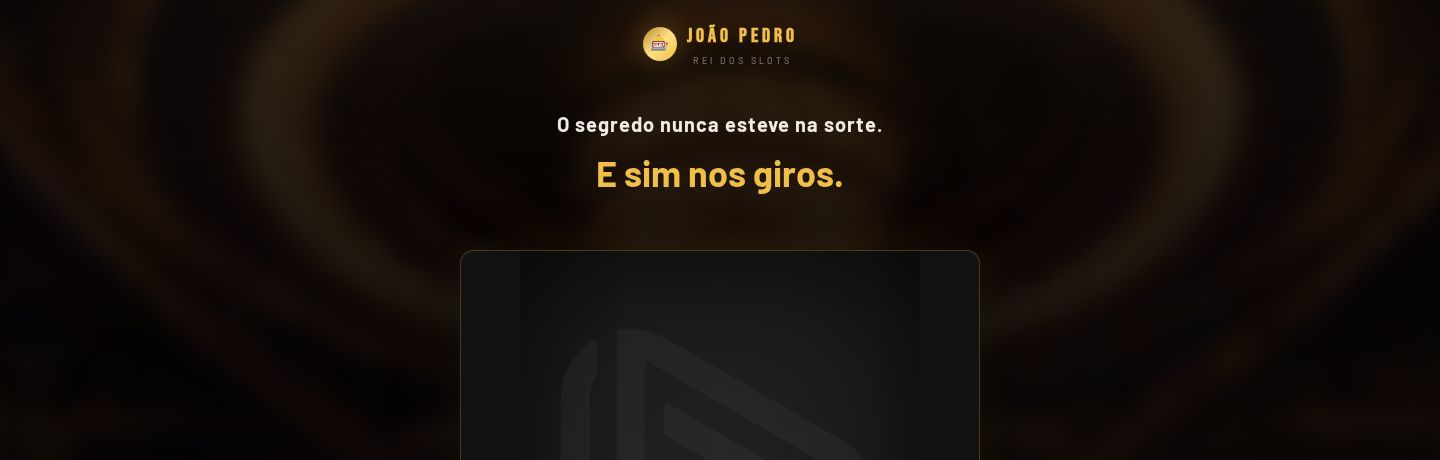 JOÃO PEDRO
REI DOS SLOTS
O segredo nunca esteve na sorte.
E sim nos giros.